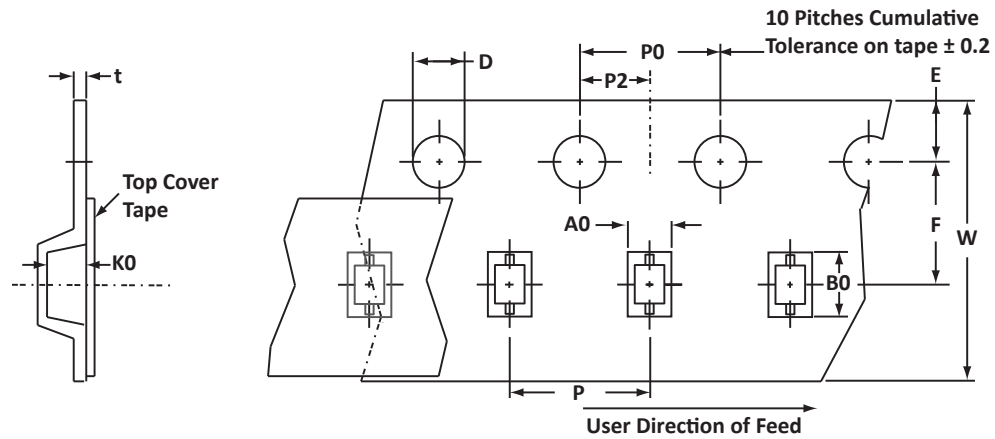 10 Pitches Cumulative
Tolerance on tape ± 0.2
P0
D
P2
E
t
Top Cover
Tape
A0
F
W
K0
B0
P
User Direction of Feed